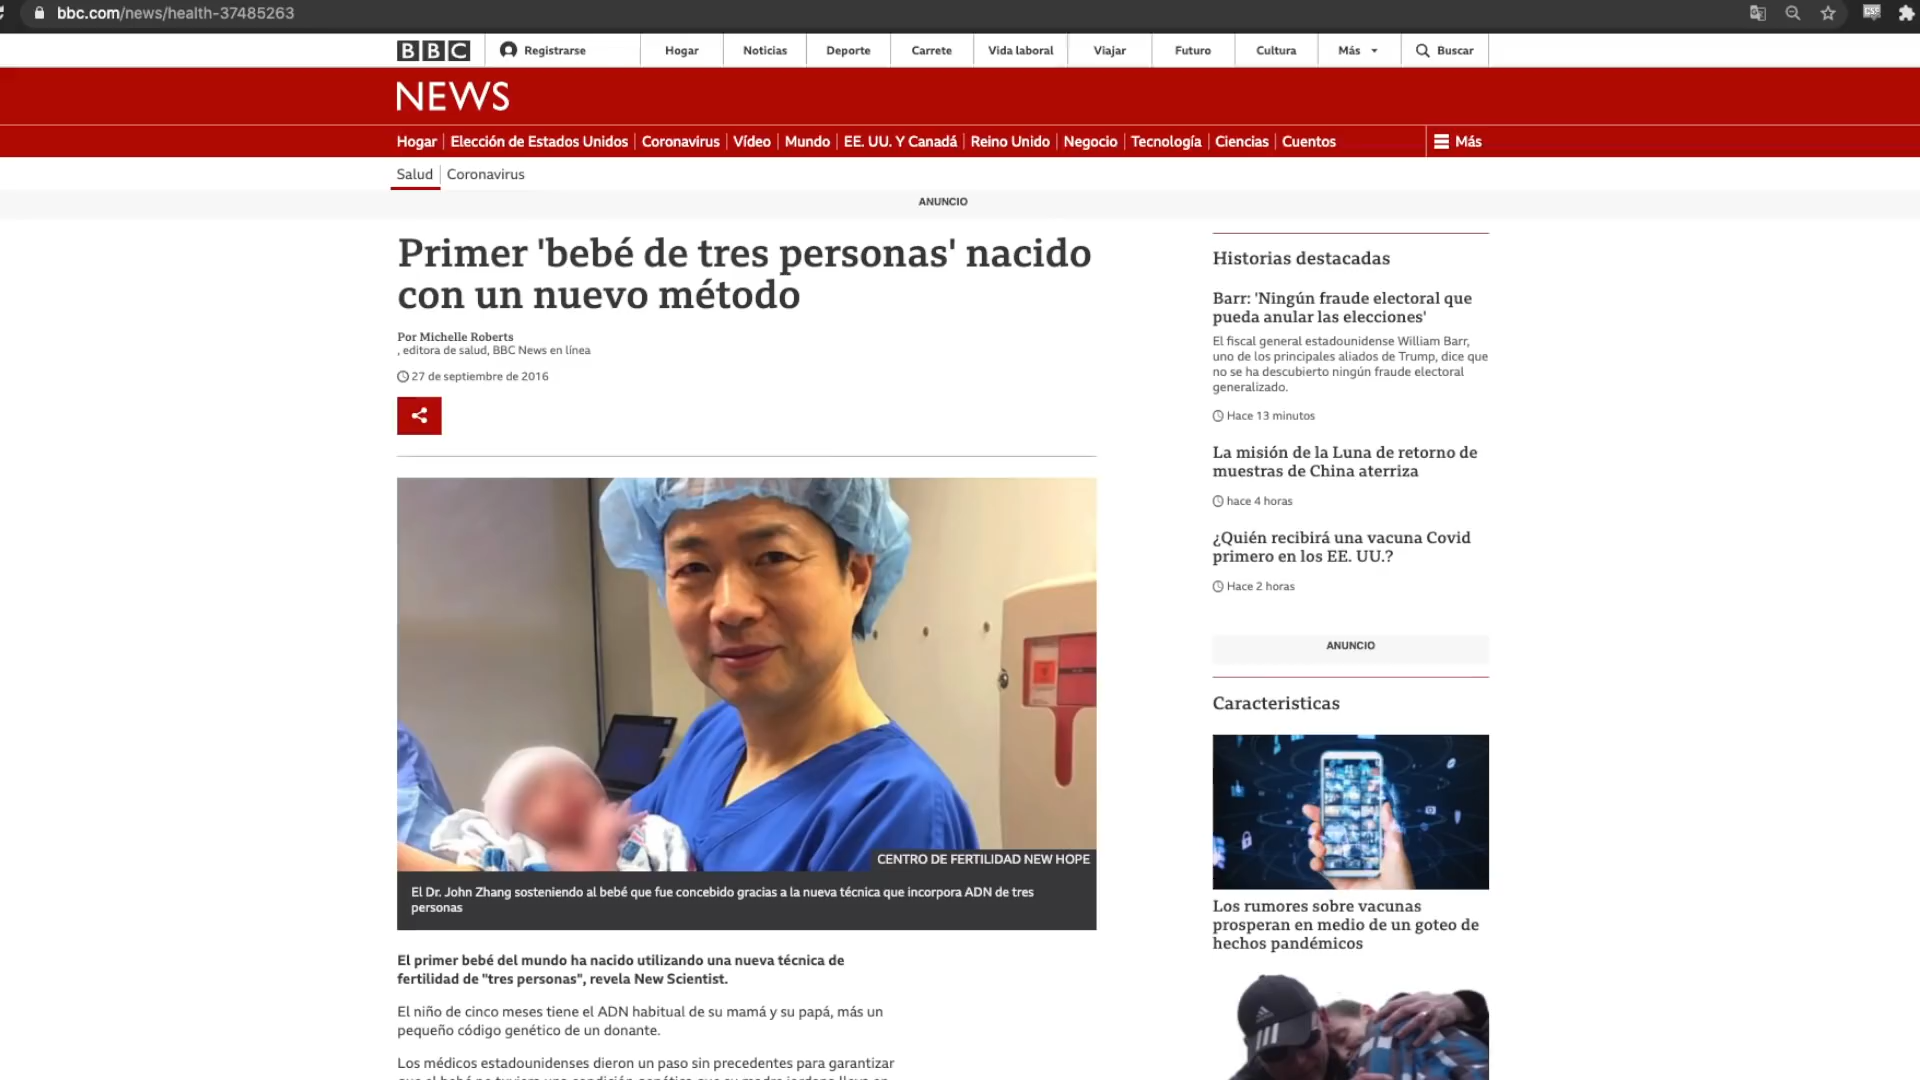 bbc.com/news/health-37485263
BBC
Registrarse
Hogar
Noticias
Deporte
Carrete
Vida laboral
Viajar
Futuro
Cultura
Más
Buscar
NEWS
Hogar
Elección de Estados Unidos
Coronavirus
Vídeo
Mundo
EE. UU. Y Canadá
Reino Unido
Negocio
Tecnología
Ciencias
Cuentos
Más
Salud
Coronavirus
ANUNCIO
Primer 'bebé de tres personas' nacido
con un nuevo método
Por Michelle Roberts
, editora de salud, BBC News en línea
27 de septiembre de 2016
CENTRO DE FERTILIDAD NEW HOPE
El Dr. John Zhang sosteniendo al bebé que fue concebido gracias a la nueva técnica que incorpora ADN de tres
personas
El primer bebé del mundo ha nacido utilizando una nueva técnica de
fertilidad de "tres personas", revela New Scientist.
El niño de cinco meses tiene el ADN habitual de su mamá y su papá, más un
pequeño código genético de un donante.
Los médicos estadounidenses dieron un paso sin precedentes para garantizar
Historias destacadas
Barr: 'Ningún fraude electoral que
pueda anular las elecciones'
El fiscal general estadounidense William Barr,
uno de los principales aliados de Trump, dice que
no se ha descubierto ningún fraude electoral
generalizado.
Hace 13 minutos
La misión de la Luna de retorno de
muestras de China aterriza
hace 4 horas
¿Quién recibirá una vacuna Covid
primero en los EE. UU.?
Hace 2 horas
ANUNCIO
Caracteristicas
Los rumores sobre vacunas
prosperan en medio de un goteo de
hechos pandémicos